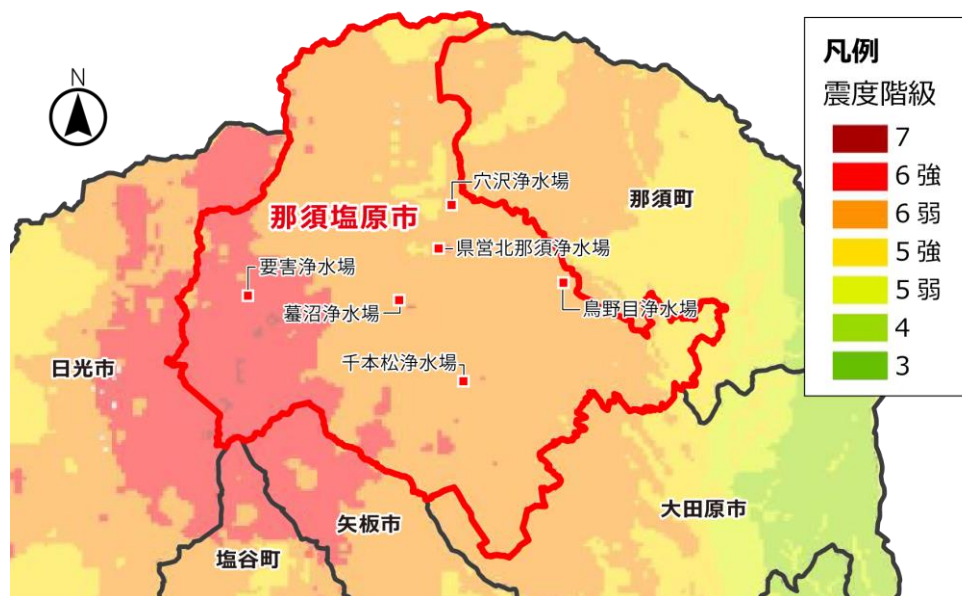 N
凡例
震度階級
7
6 強
6 弱
5 強
5 弱
4
3
穴沢浄水場
那須町
那須塩原市
県営北那須浄水場
要害浄水場
蟇沼浄水場
鳥野目浄水場
千本松浄水場
日光市
大田原市
矢板市
塩谷町